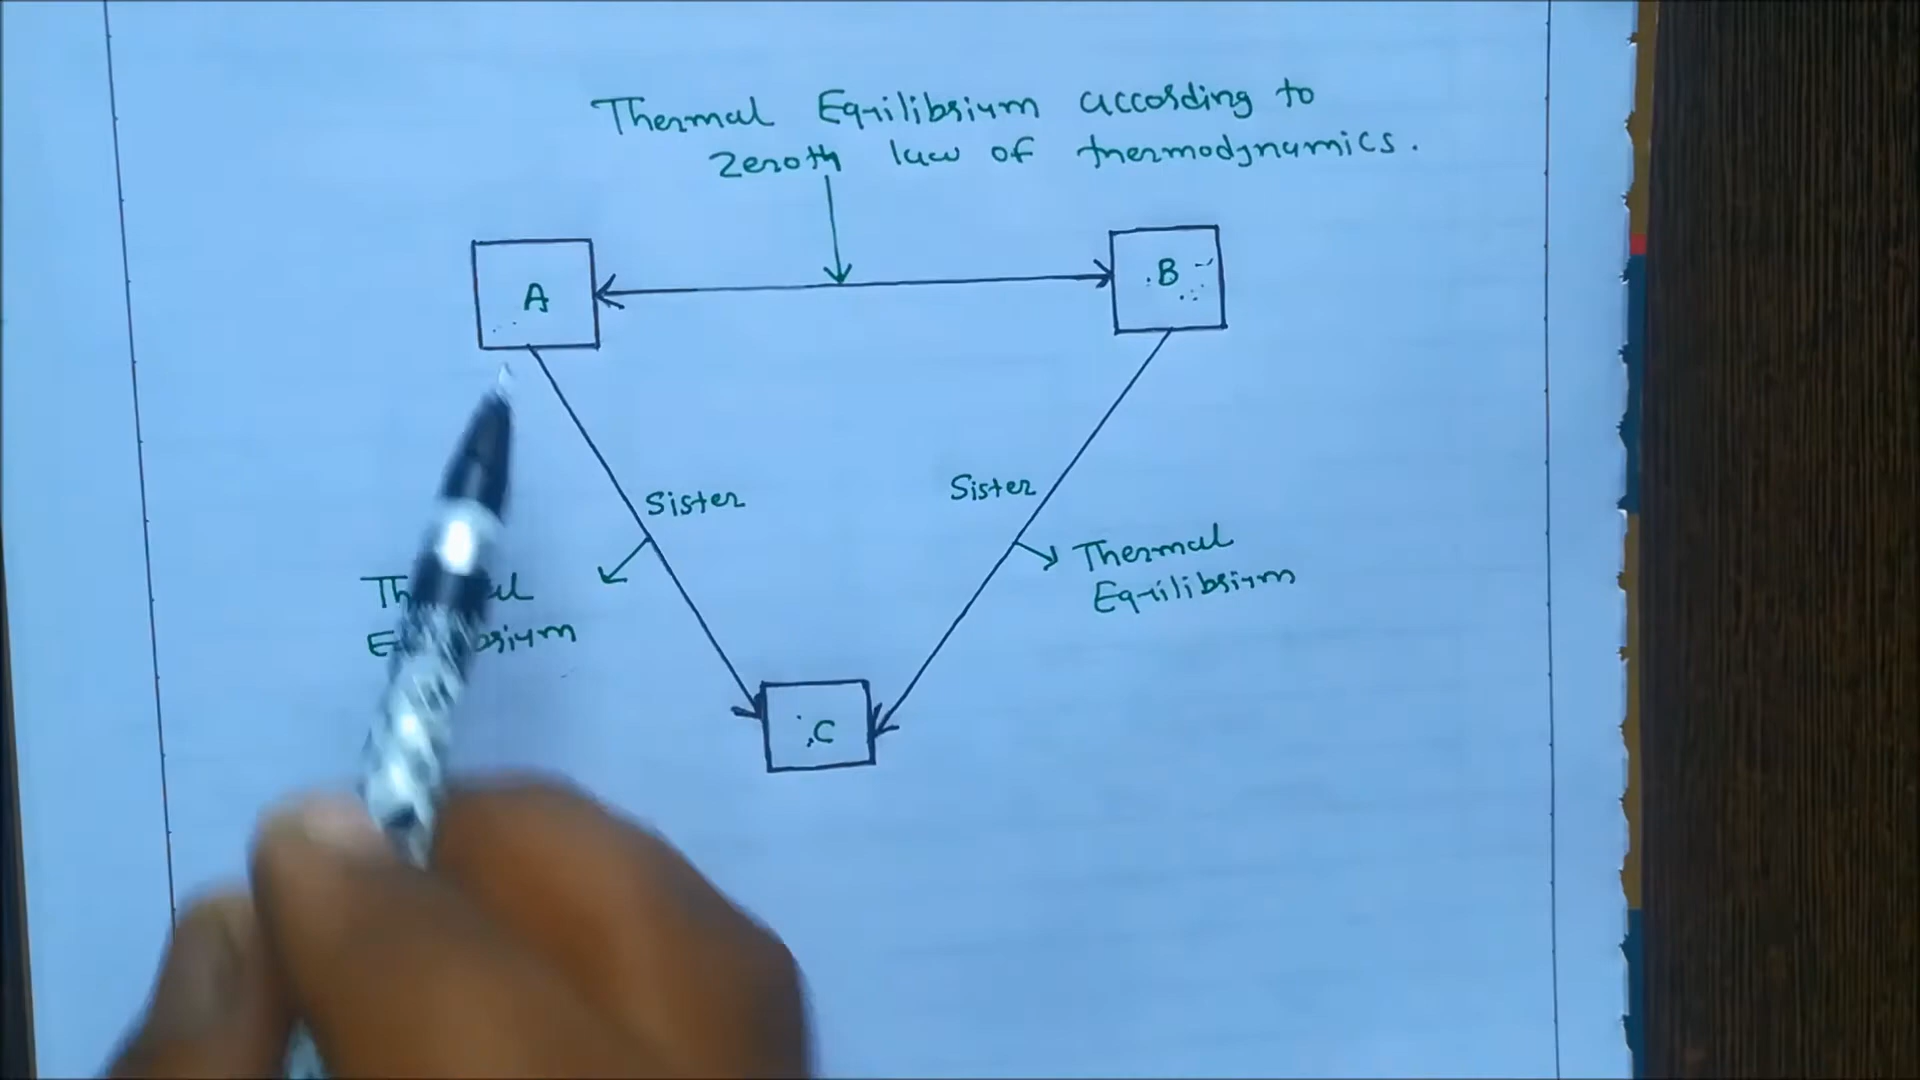 Thermal Equilibrium according to
zeroth law of thermodynamics.
A
B
Sister
Sister
Thermal
Equilibrium
C